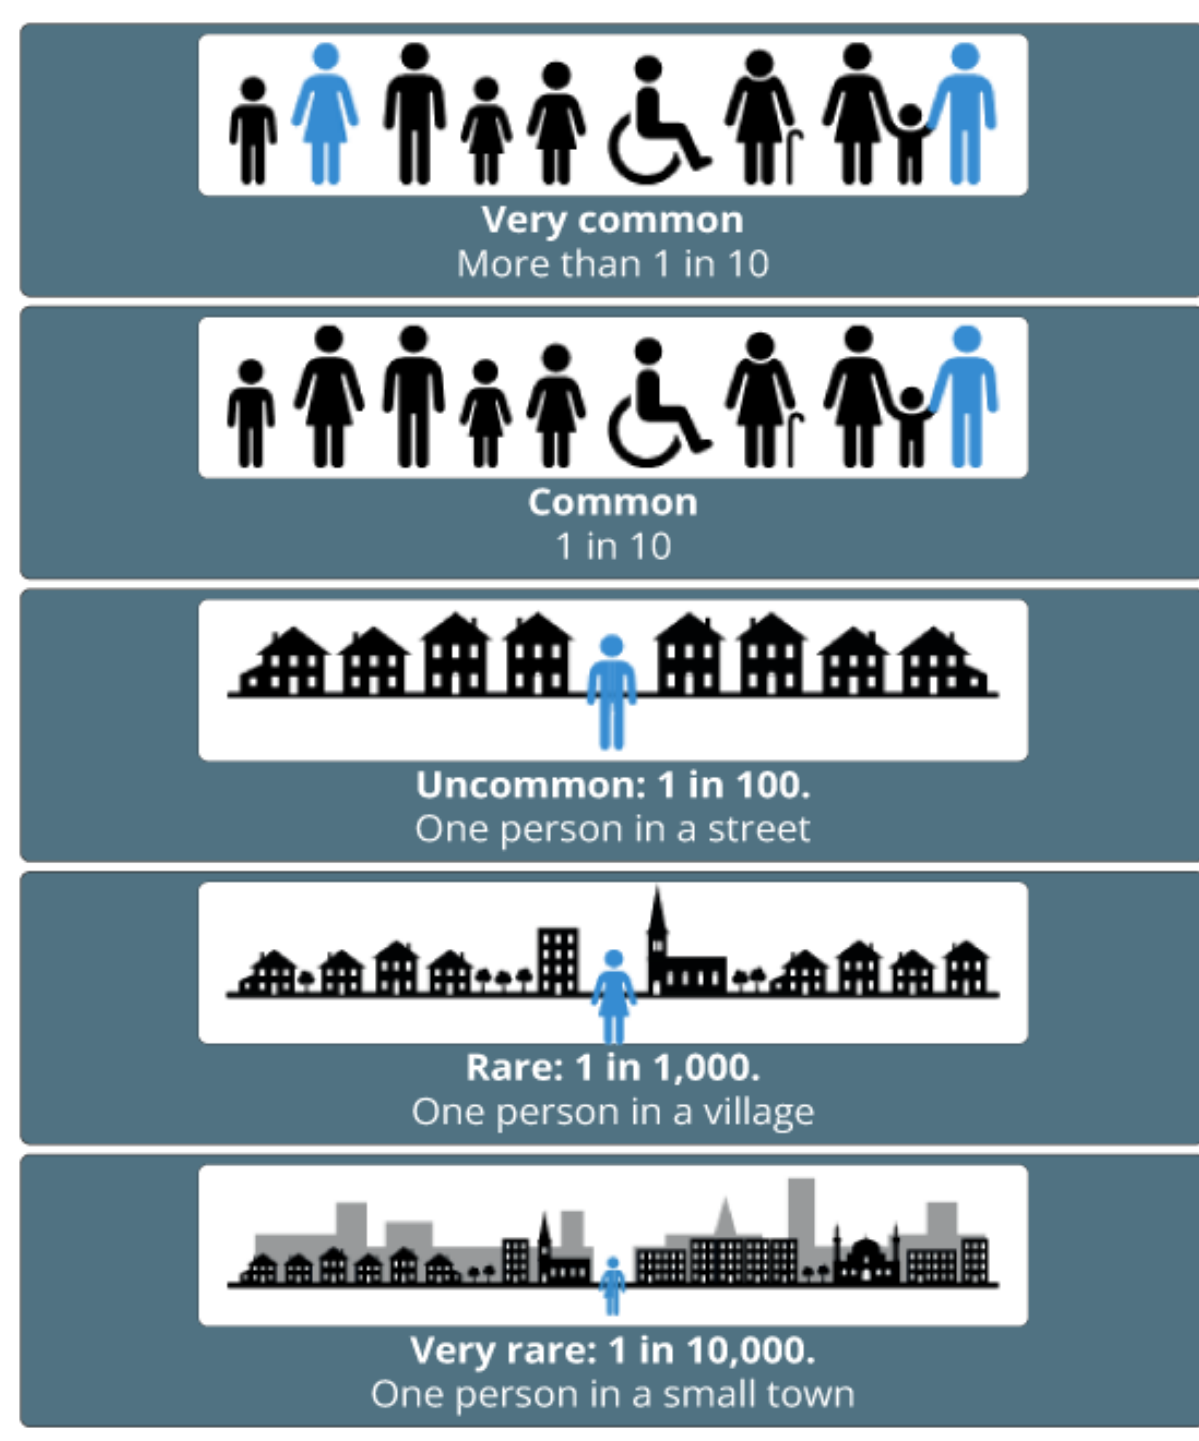 Very common
More than 1 in 10
Common
1 in 10
Uncommon: 1 in 100.
One person in a street
Rare: 1 in 1,000.
One person in a village
Very rare: 1 in 10,000.
One person in a small town